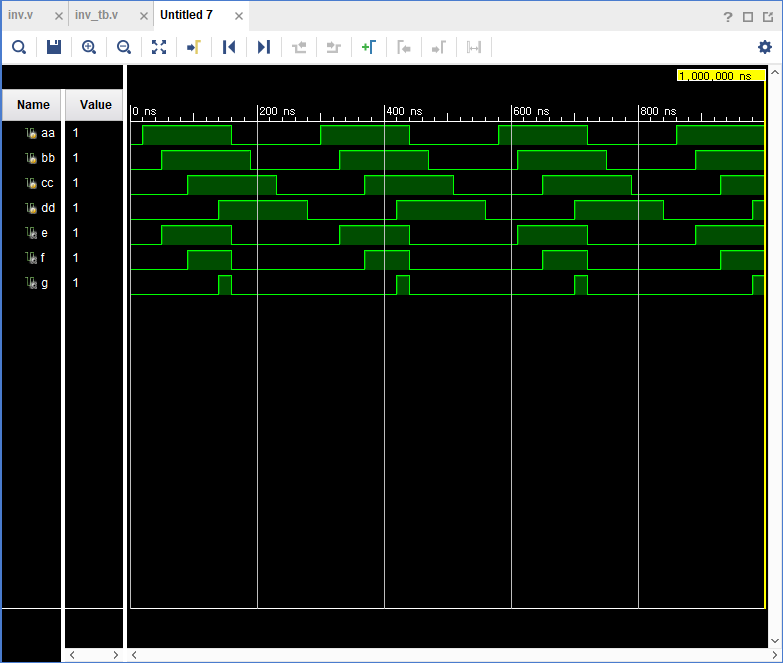 inv.v × inv_tb.v × Untitled 7 ×
?
1,000,000 ns
Name Value
0 ns 200 ns 400 ns 600 ns 800 ns
aa 1
bb 1
cc 1
dd 1
e 1
f 1
g 1